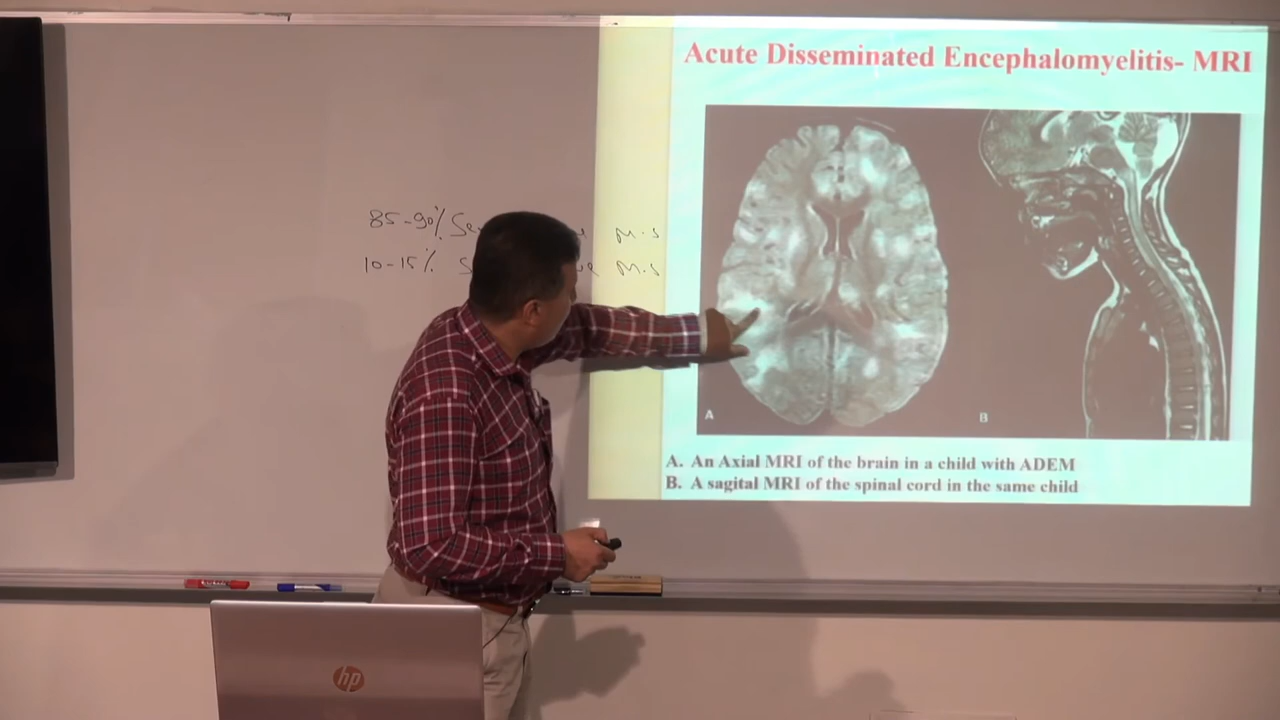 Acute Disseminated Encephalomyelitis- MRI
85-90% Se M.S
10-15% S M.S
A
B
A. An Axial MRI of the brain in a child with ADEM
B. A sagital MRI of the spinal cord in the same child
hp